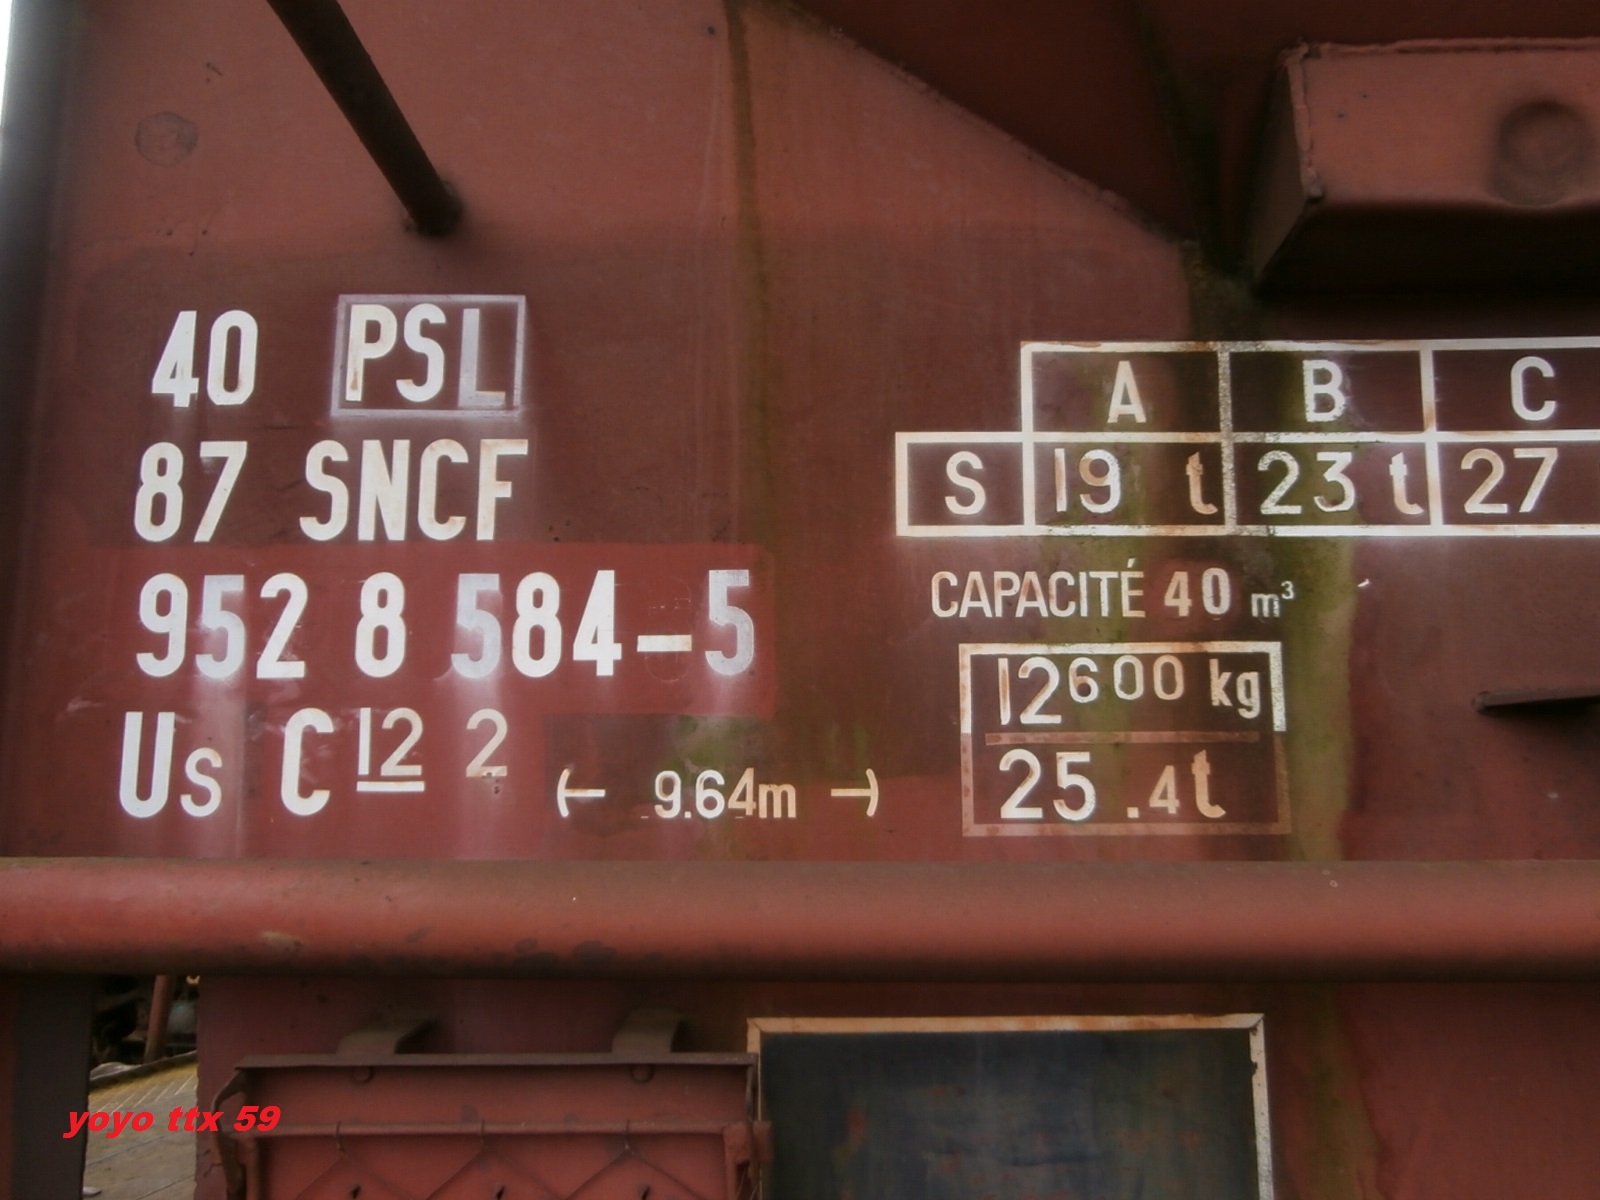 40 PSL
87 SNCF
952 8 584-5
Us C 12 2
9.64m
A B C
S 19 t 23 t 27
CAPACITÉ 40 m³
12600 kg
25.4t
yoyo ttx 59